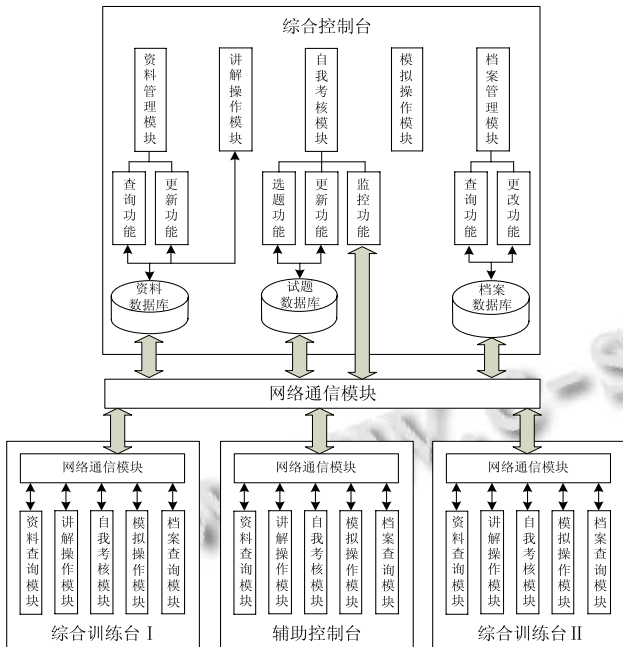 综合控制台
资料管理模块
讲解操作模块
自我考核模块
模拟操作模块
档案管理模块
查询功能
更新功能
选题功能
更新功能
监控功能
查询功能
更改功能
资料
数据库
试题
数据库
档案
数据库
网络通信模块
网络通信模块
资料查询模块
讲解操作模块
自我考核模块
模拟操作模块
档案查询模块
综合训练台 I
网络通信模块
资料查询模块
讲解操作模块
自我考核模块
模拟操作模块
档案查询模块
辅助控制台
网络通信模块
资料查询模块
讲解操作模块
自我考核模块
模拟操作模块
档案查询模块
综合训练台 II